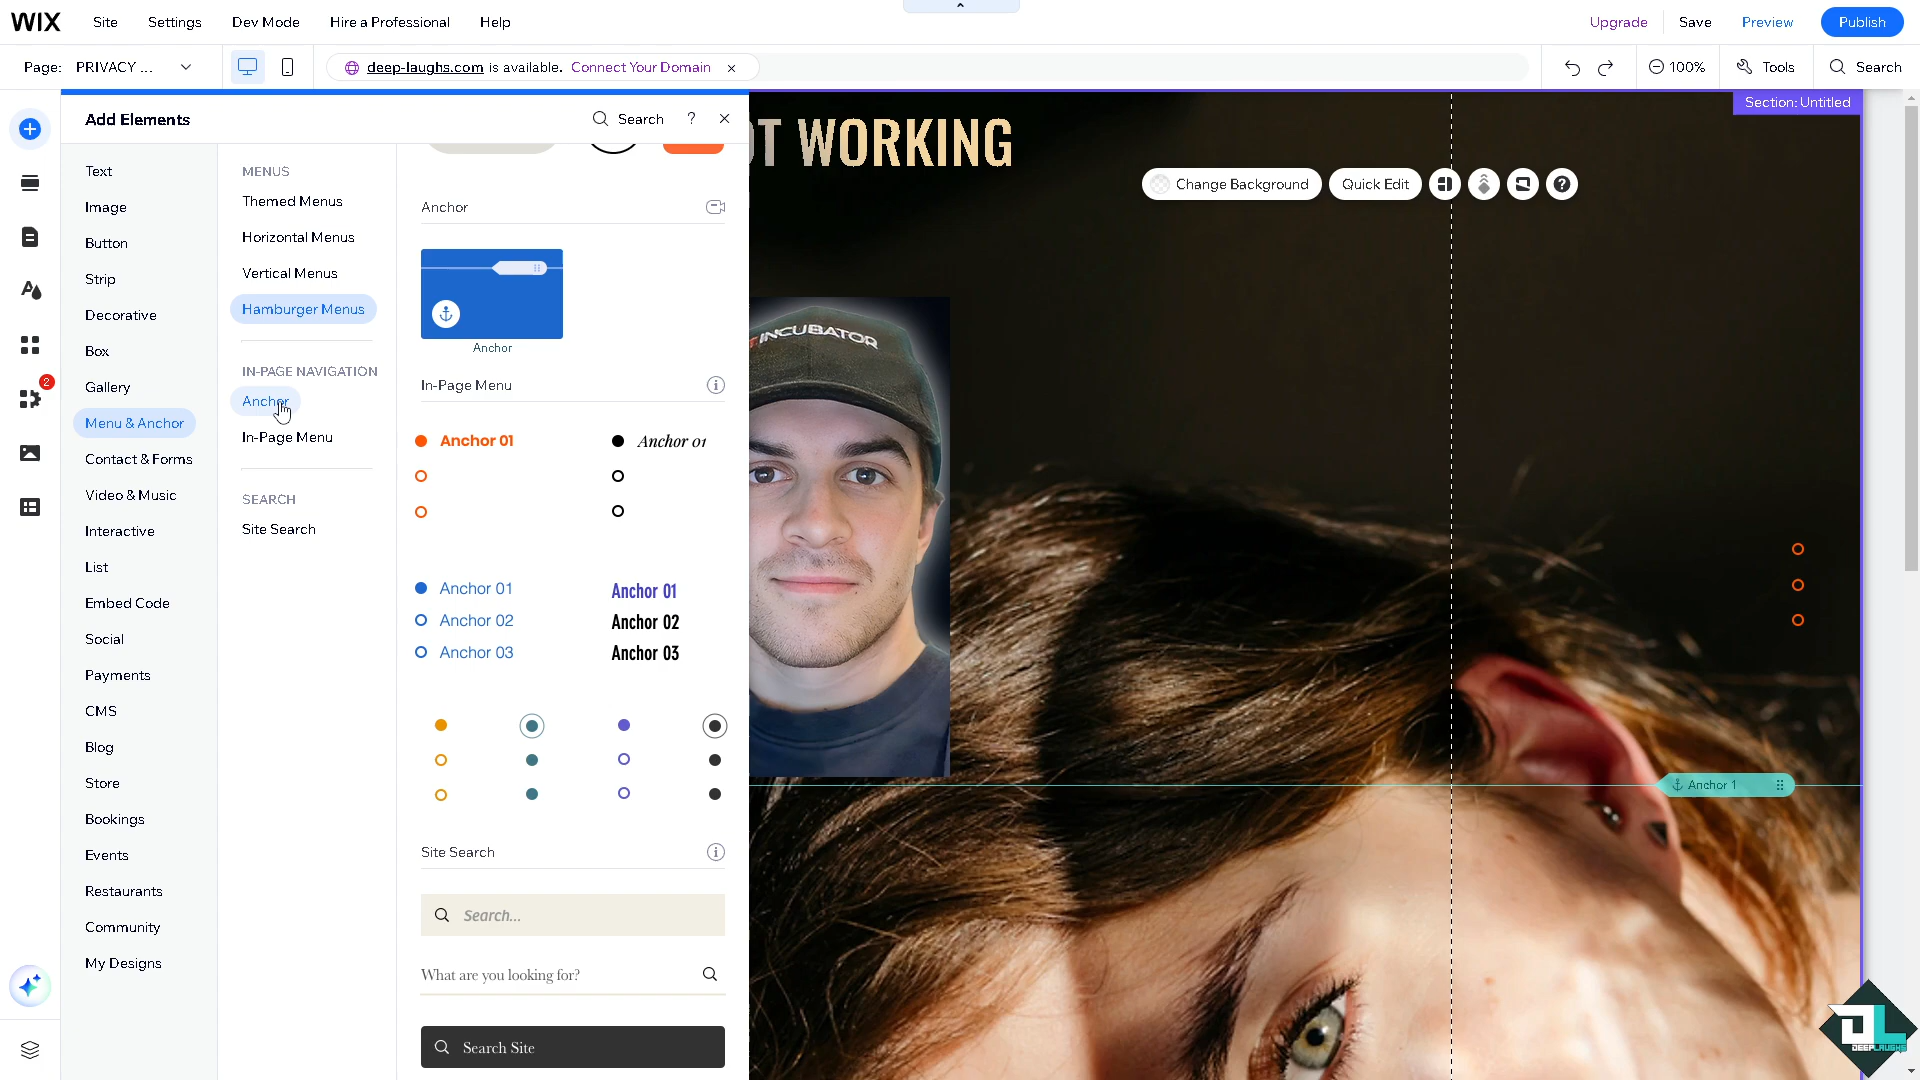 WIX
Site
Settings
Dev Mode
Hire a Professional
Help
Upgrade
Save
Preview
Publish
Page: PRIVACY ...
deep-laughs.com is available. Connect Your Domain
100%
Tools
Search
Add Elements
Search
?
Section: Untitled
2
Text
Image
Button
Strip
Decorative
Box
Gallery
Menu & Anchor
Contact & Forms
Video & Music
Interactive
List
Embed Code
Social
Payments
CMS
Blog
Store
Bookings
Events
Restaurants
Community
My Designs
MENUS
Themed Menus
Horizontal Menus
Vertical Menus
Hamburger Menus
IN-PAGE NAVIGATION
Anchor
In-Page Menu
SEARCH
Site Search
Anchor
Anchor
In-Page Menu
Anchor 01
Anchor 01
Anchor 01
Anchor 02
Anchor 03
Anchor 01
Anchor 02
Anchor 03
Site Search
Search...
What are you looking for?
Search Site
OT WORKING
Change Background
Quick Edit
?
INCUBATOR
Anchor 1
DL
DEEPLAUGHS